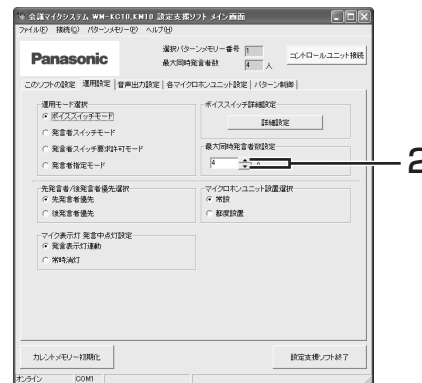 会議マイクシステム WM-KC10,KM10 設定支援ソフト メイン画面
ファイル(F) 接続(C) パターンメモリー(P) ヘルプ(H)
Panasonic
選択パターンメモリー番号 1
最大同時発言者数 4 人
コントロールユニット接続
このソフトの設定 運用設定 音声出力設定 各マイクロホンユニット設定 パターン制御
運用モード選択
ボイススイッチモード
発言者スイッチモード
発言者スイッチ要求許可モード
発言者指定モード
ボイススイッチ詳細設定
詳細設定
最大同時発言者数設定
4 人
2
先発言者/後発言者優先選択
先発言者優先
後発言者優先
マイクロホンユニット設置選択
常設
都度設置
マイク表示灯 発言中点灯設定
発言表示灯連動
常時消灯
カレントメモリー初期化
設定支援ソフト終了
オンライン COM1